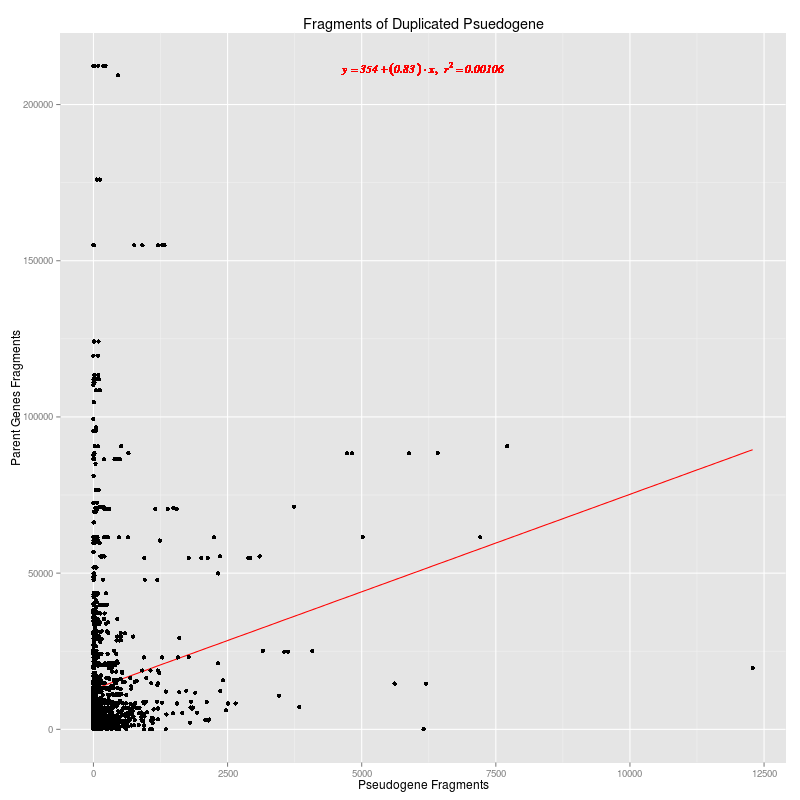 Fragments of Duplicated Psuedogene
y = 354 + (0.83) · x, r² = 0.00106
200000
150000
100000
50000
0
Parent Genes Fragments
0 2500 5000 7500 10000 12500
Pseudogene Fragments